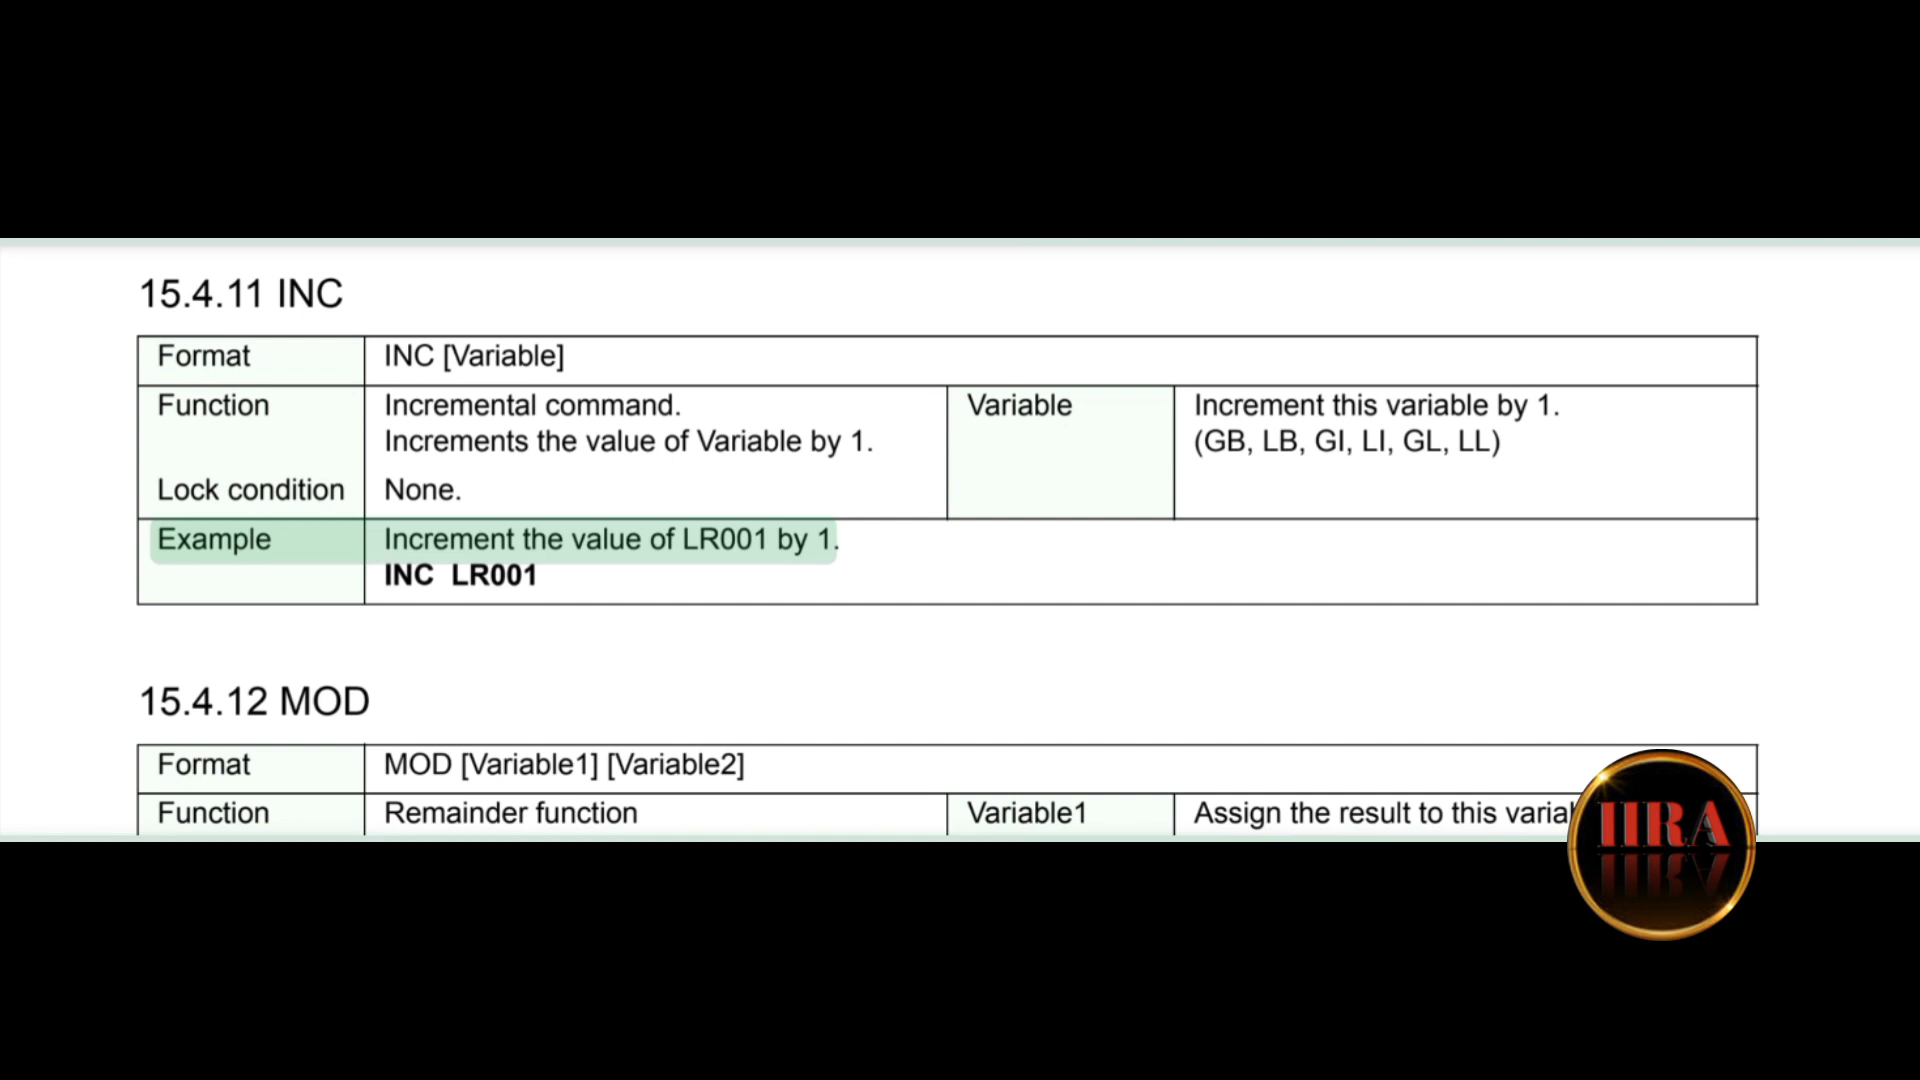 15.4.11 INC
Format INC [Variable]
Function Incremental command. Variable Increment this variable by 1.
Increments the value of Variable by 1. (GB, LB, GI, LI, GL, LL)
Lock condition None.
Example Increment the value of LR001 by 1.
INC LR001
15.4.12 MOD
Format MOD [Variable1] [Variable2]
Function Remainder function Variable1 Assign the result to this
IIRA